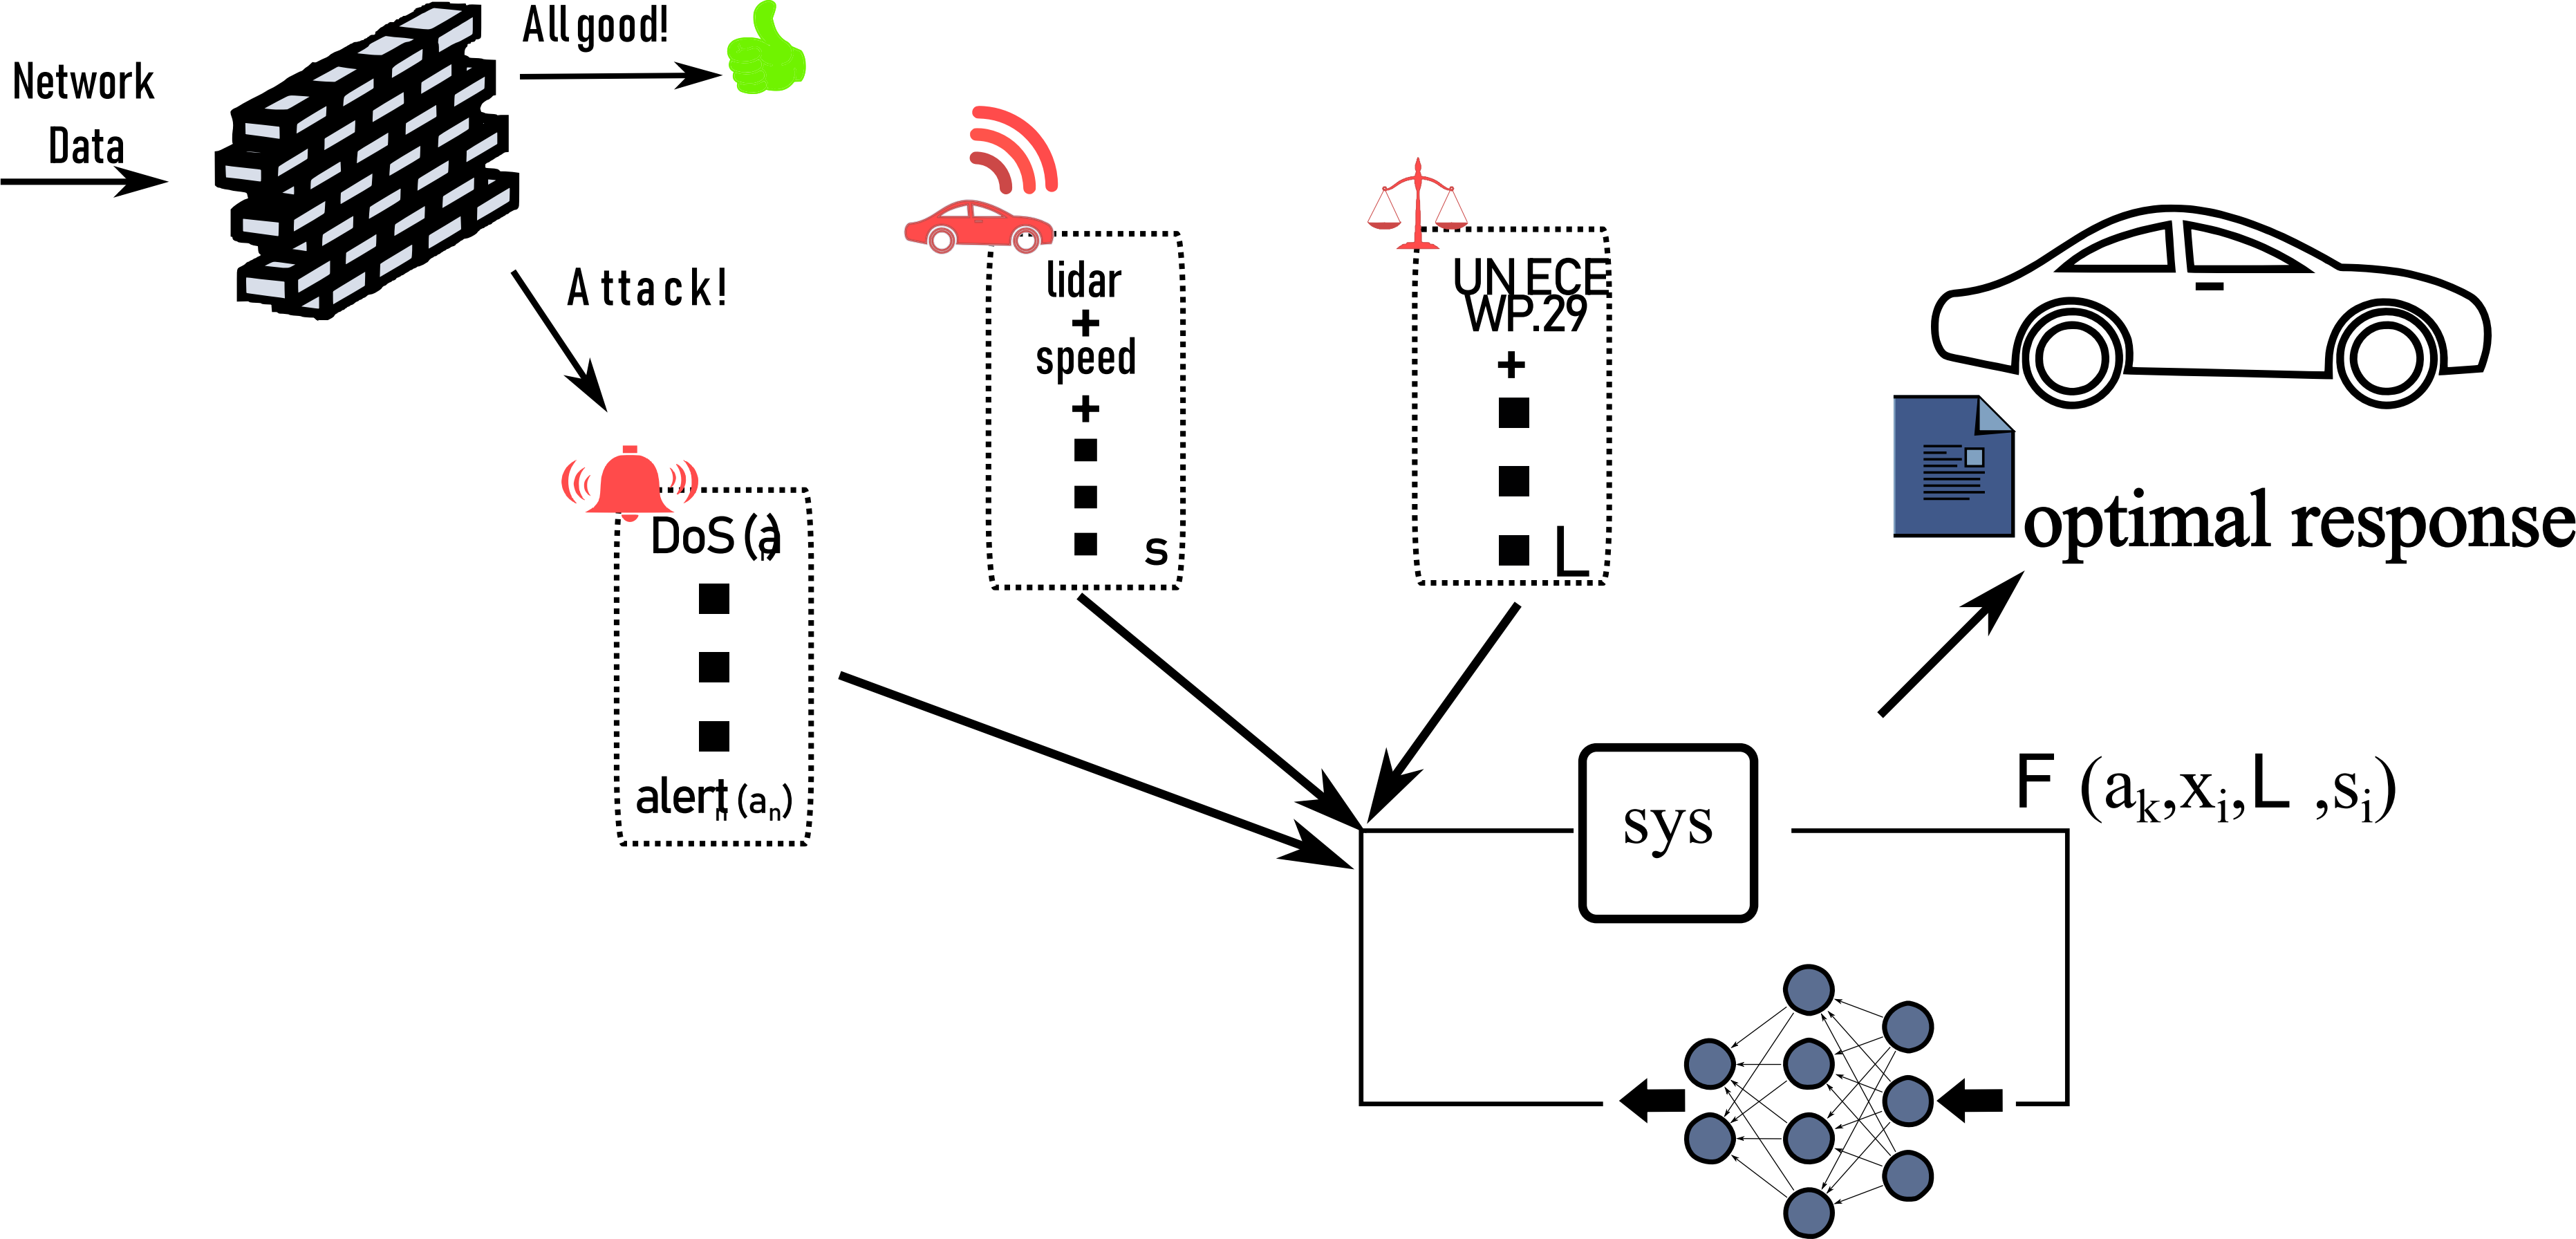 Network
Data
All good!
Attack!
lidar
+
speed
+
s
UN ECE
WP.29
+
L
DoS (a)
alert (aₙ)
optimal response
sys
F (aₖ,xᵢ,L ,sᵢ)